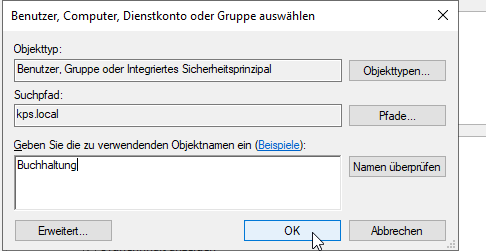 Benutzer, Computer, Dienstkonto oder Gruppe auswählen
Objekttyp:
Benutzer, Gruppe oder Integriertes Sicherheitsprinzipal
Objekttypen...
Suchpfad:
kps.local
Pfade...
Geben Sie die zu verwendenden Objektnamen ein (Beispiele):
Buchhaltung
Namen überprüfen
Erweitert...
OK
Abbrechen